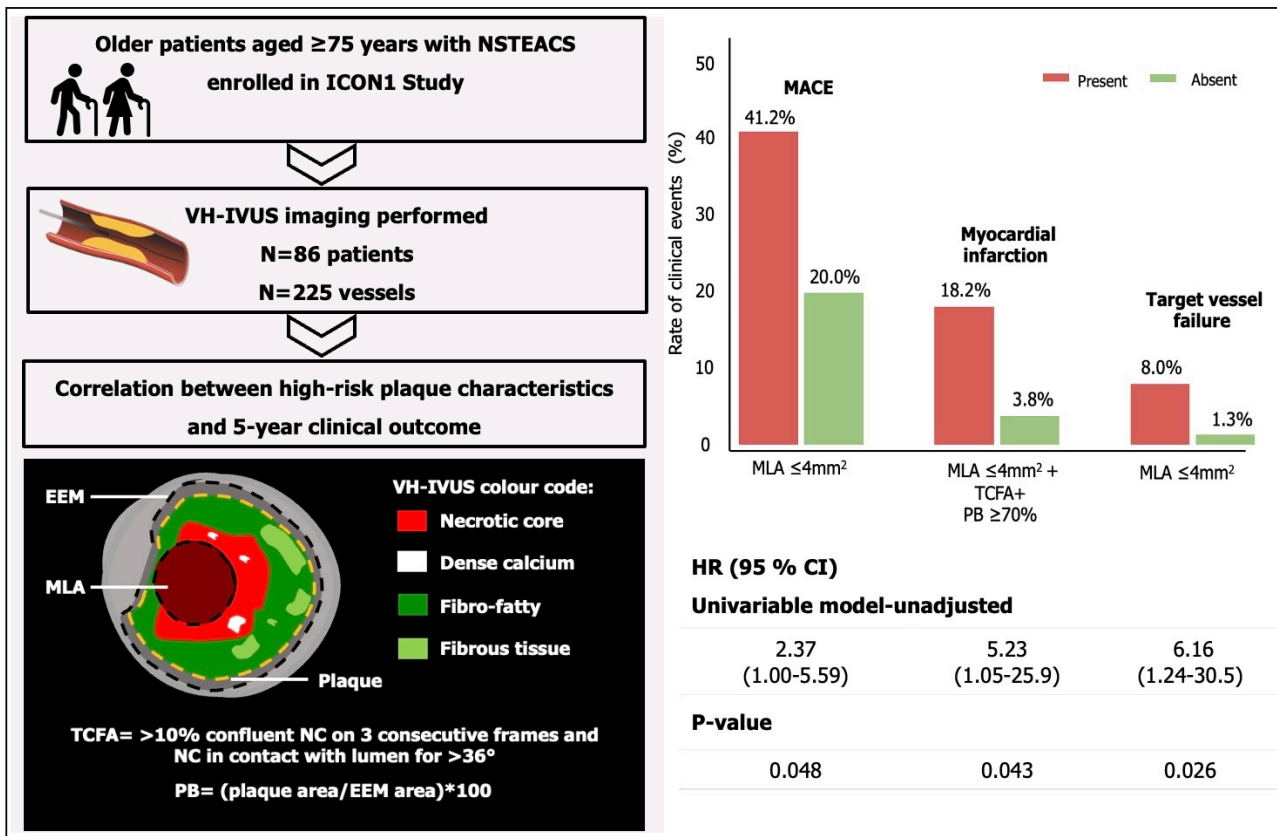 Older patients aged ≥75 years with NSTEACS
enrolled in ICON1 Study
VH-IVUS imaging performed
N=86 patients
N=225 vessels
Correlation between high-risk plaque characteristics
and 5-year clinical outcome
EEM
MLA
Plaque
VH-IVUS colour code:
Necrotic core
Dense calcium
Fibro-fatty
Fibrous tissue
TCFA= >10% confluent NC on 3 consecutive frames and
NC in contact with lumen for >36°
PB= (plaque area/EEM area)*100
Present
Absent
Rate of clinical events (%)
50
40
30
20
10
0
MACE
41.2%
20.0%
MLA ≤4mm²
Myocardial
infarction
18.2%
3.8%
MLA ≤4mm² +
TCFA+
PB ≥70%
Target vessel
failure
8.0%
1.3%
MLA ≤4mm²
HR (95 % CI)
Univariable model-unadjusted
2.37 5.23 6.16
(1.00-5.59) (1.05-25.9) (1.24-30.5)
P-value
0.048 0.043 0.026